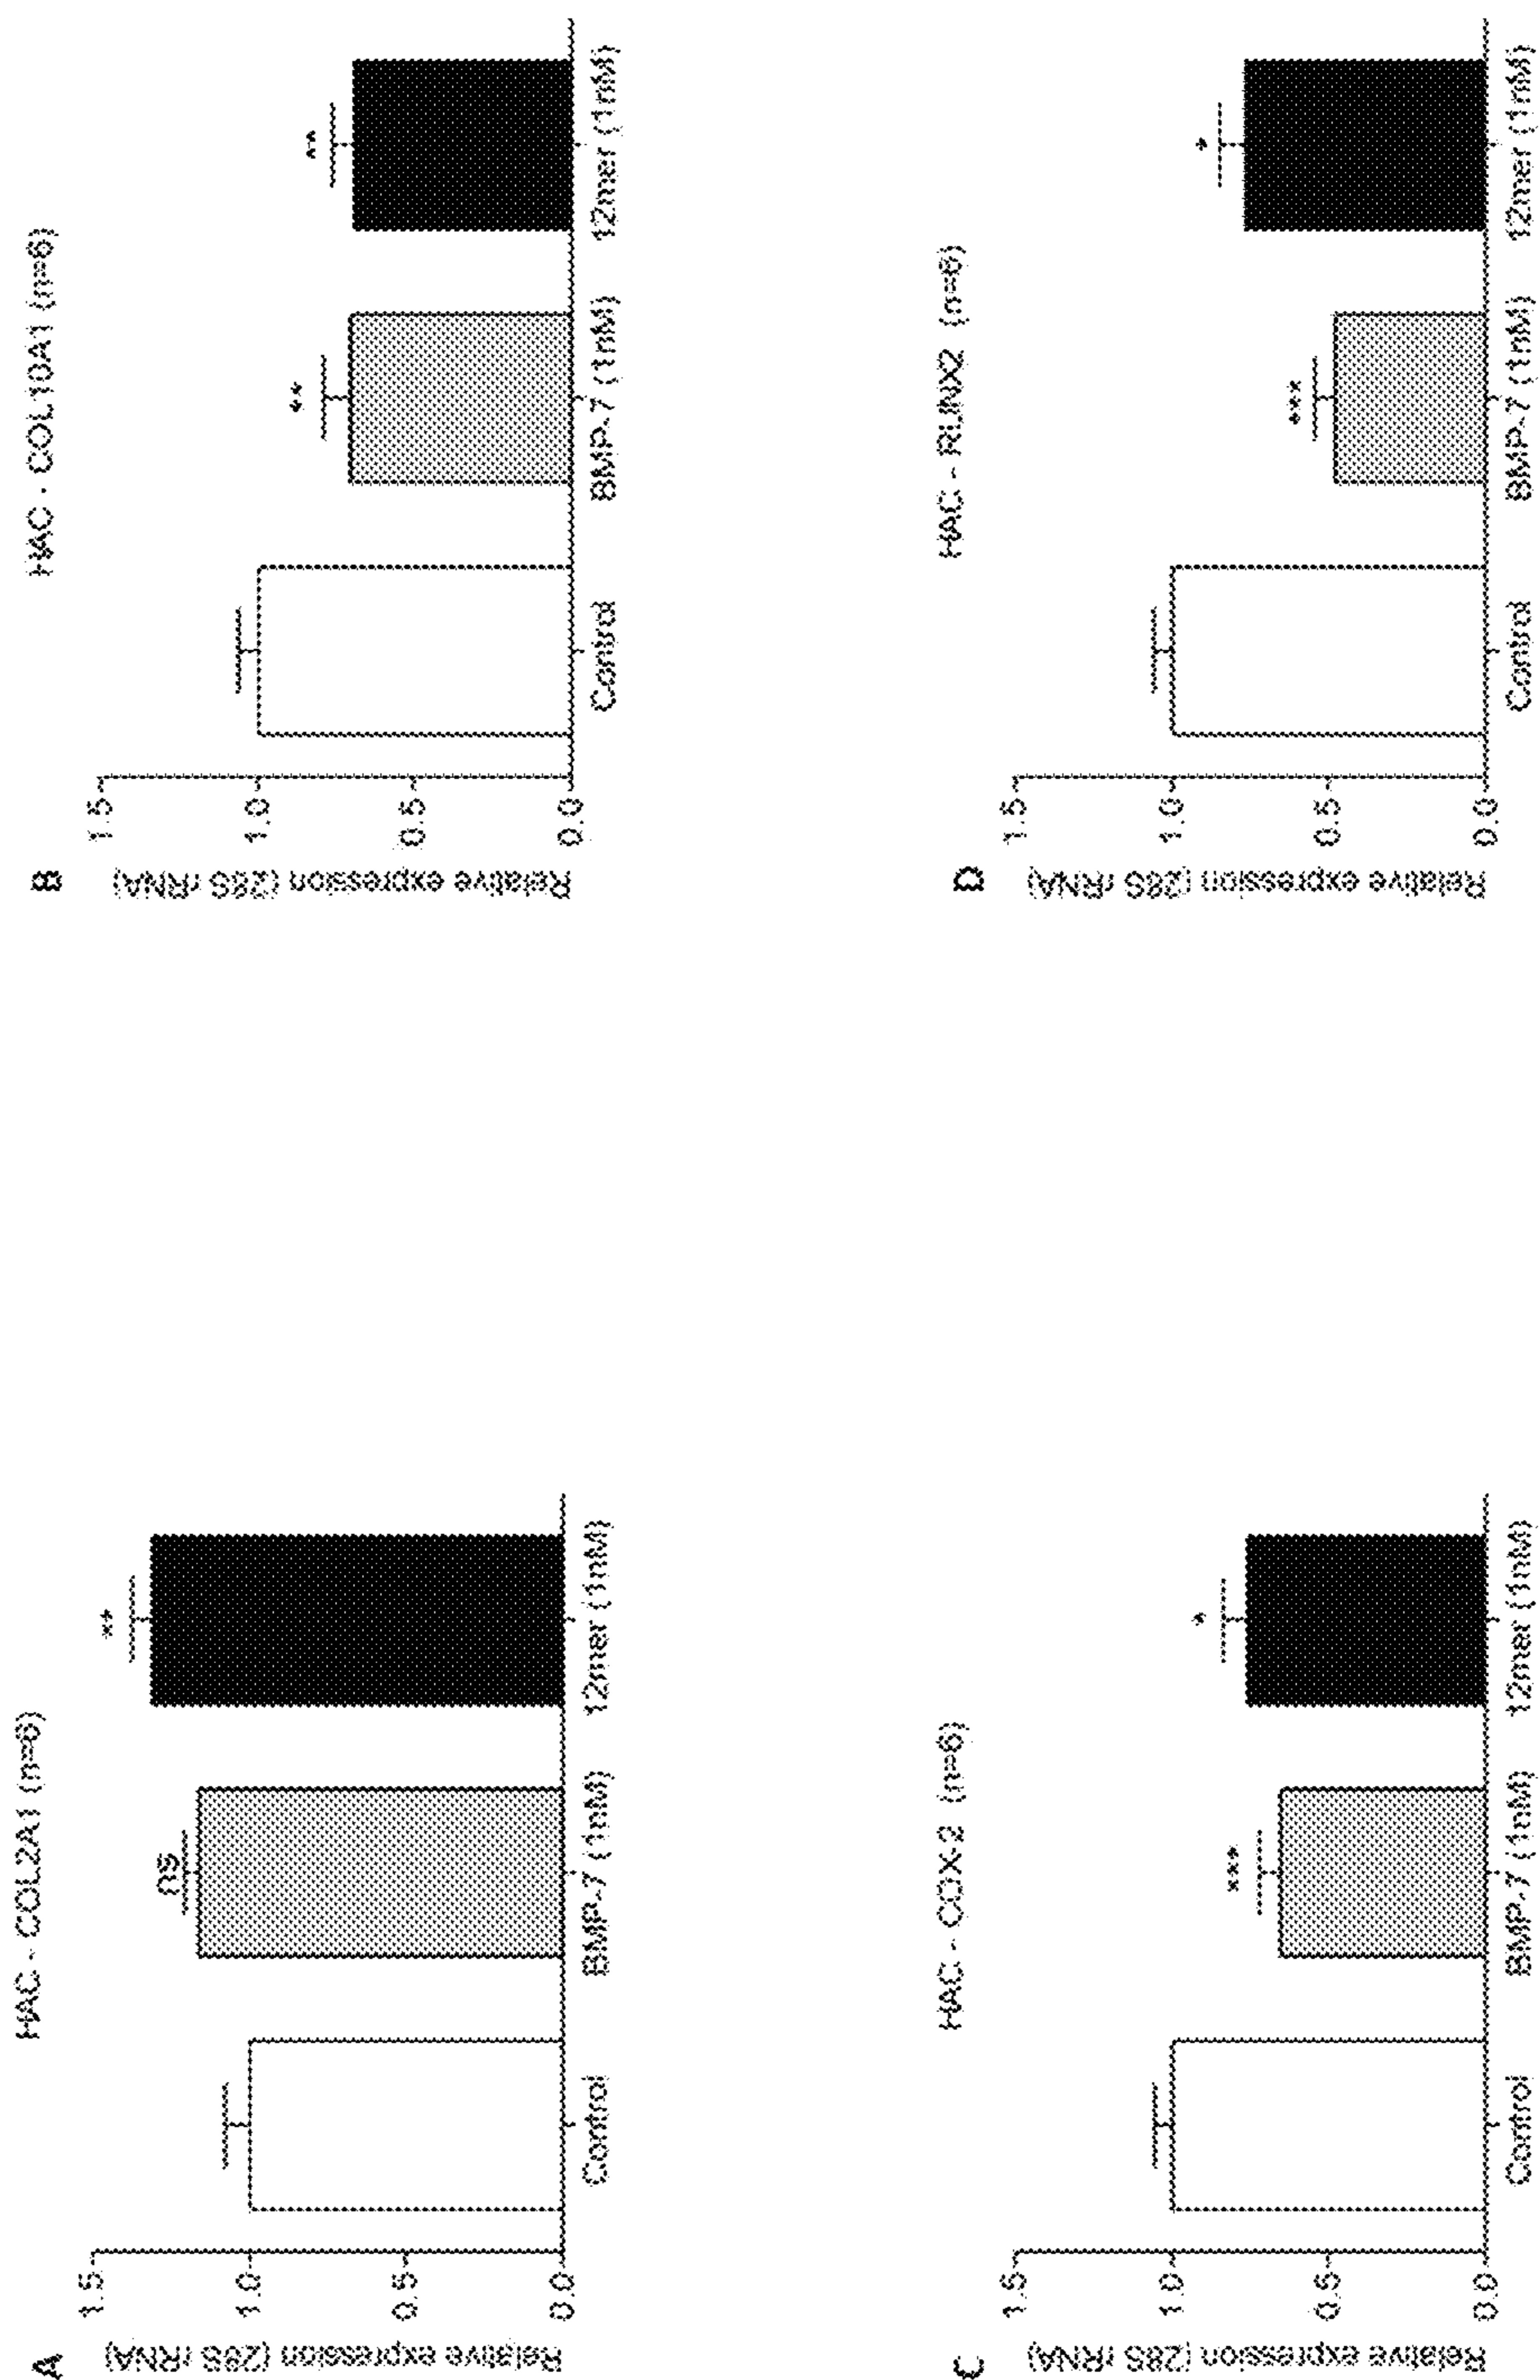 A
HAC - COL2A1 (n=6)
Relative expression (28S rRNA)
1.5
1.0
0.5
0.0
ns
**
Control
BMP-7 (1nM)
12mer (1nM)
B
HAC - COL10A1 (n=6)
Relative expression (28S rRNA)
1.5
1.0
0.5
0.0
**
**
Control
BMP-7 (1nM)
12mer (1nM)
C
HAC - COX-2 (n=6)
Relative expression (28S rRNA)
1.5
1.0
0.5
0.0
***
*
Control
BMP-7 (1nM)
12mer (1nM)
D
HAC - RUNX2 (n=6)
Relative expression (28S rRNA)
1.5
1.0
0.5
0.0
***
*
Control
BMP-7 (1nM)
12mer (1nM)